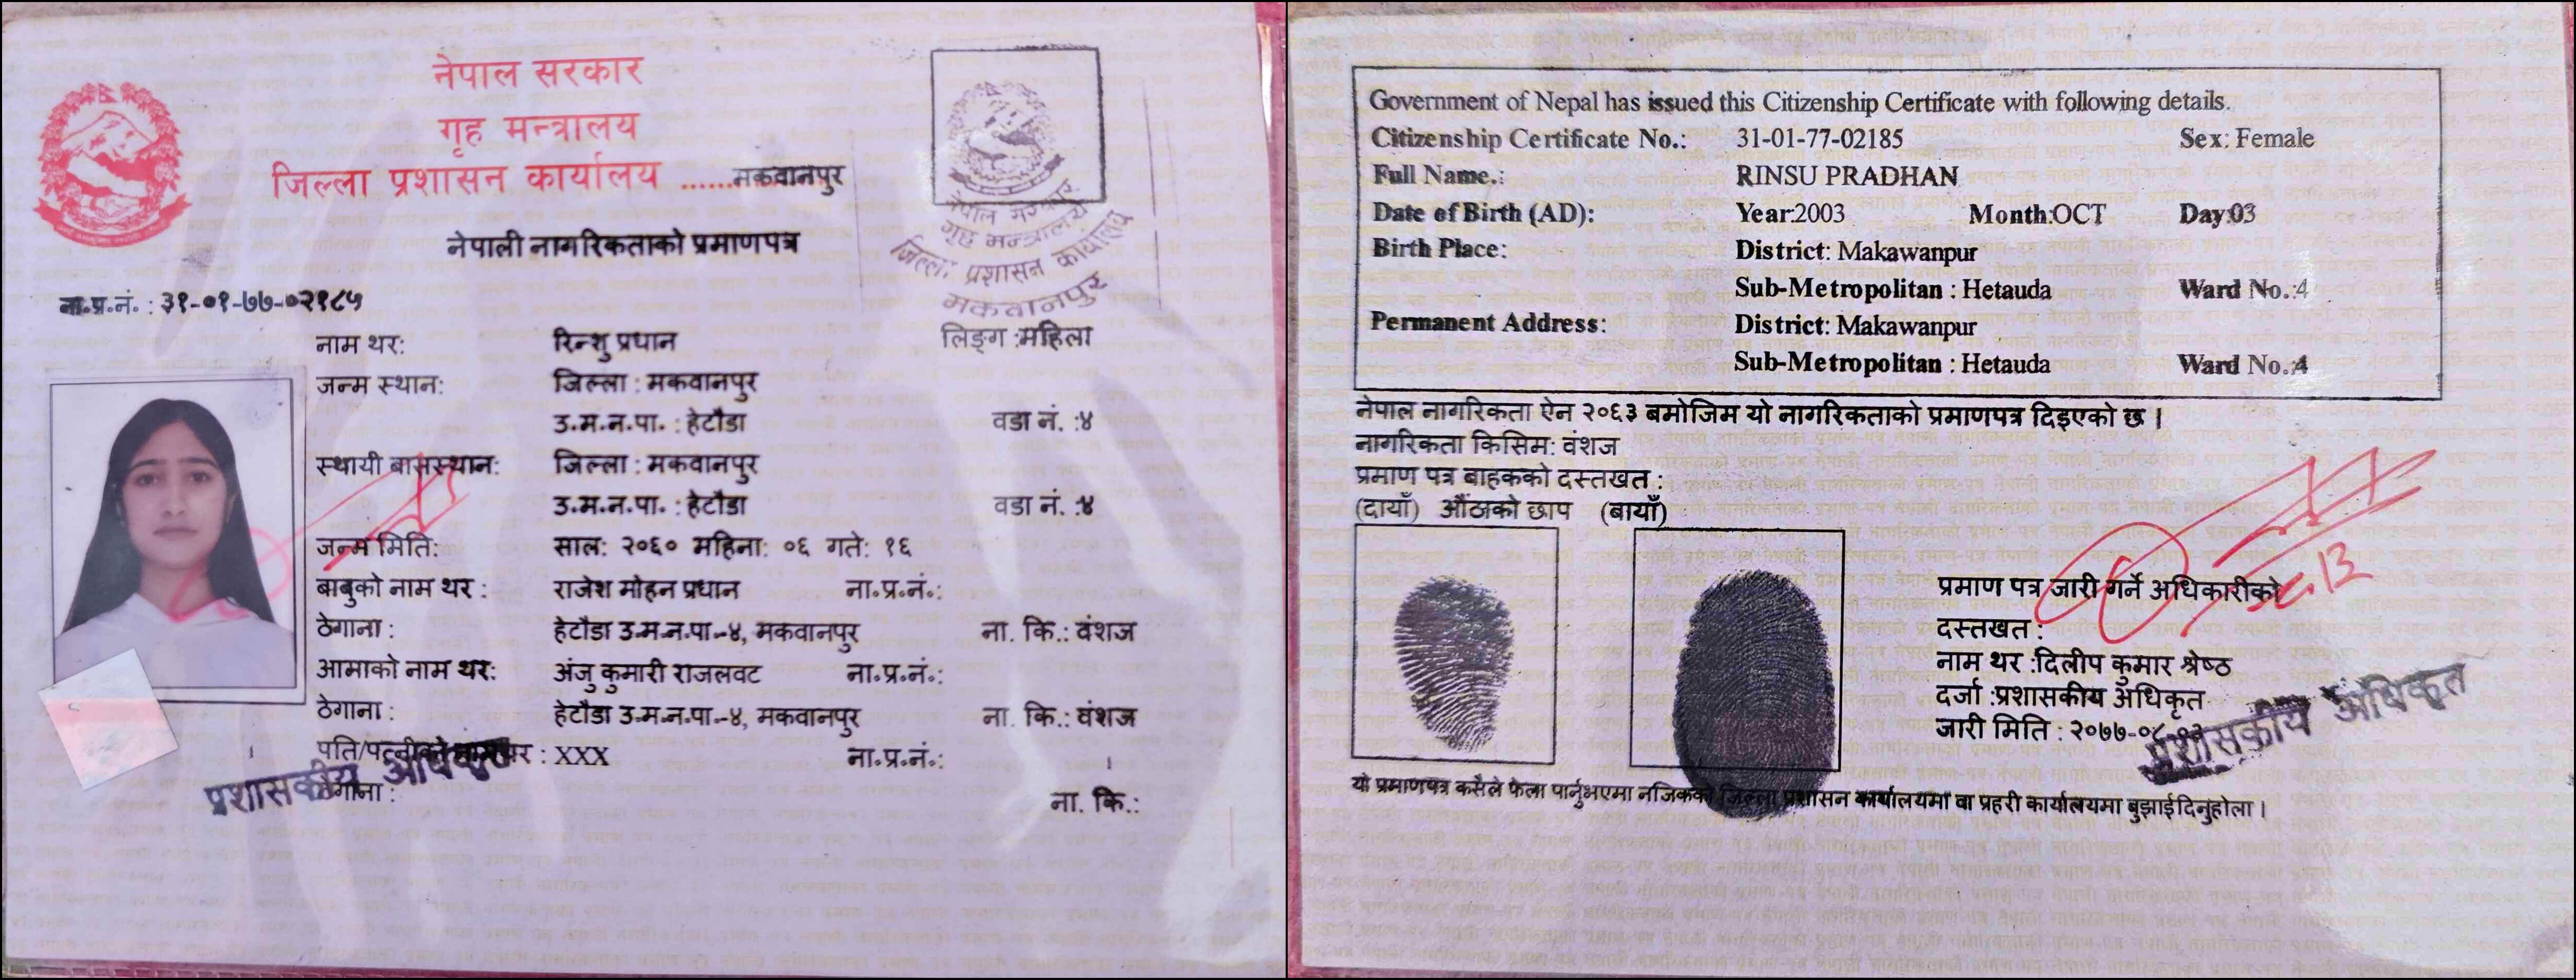 नेपाल सरकार
गृह मन्त्रालय
जिल्ला प्रशासन कार्यालय ......मकवानपुर
नेपाली नागरिकताको प्रमाणपत्र
नेपाल सरकार
गृह मन्त्रालय
जिल्ला प्रशासन कार्यालय
मकवानपुर
ना.प्र.नं. : ३१-०१-७७-०२१८५
नाम थर: रिन्शु प्रधान लिङ्ग :महिला
जन्म स्थान: जिल्ला : मकवानपुर
उ.म.न.पा. : हेटौडा वडा नं. :४
स्थायी बासस्थान: जिल्ला : मकवानपुर
उ.म.न.पा. : हेटौडा वडा नं. :४
जन्म मिति: साल: २०६० महिना: ०६ गते: १६
बाबुको नाम थर : राजेश मोहन प्रधान ना.प्र.नं.:
ठेगाना : हेटौडा उ.म.न.पा.-४, मकवानपुर ना. कि.: वंशज
आमाको नाम थर: अंजु कुमारी राजलवट ना.प्र.नं.:
ठेगाना : हेटौडा उ.म.न.पा.-४, मकवानपुर ना. कि.: वंशज
पति/पत्नीको नाम थर : XXX ना.प्र.नं.:
ठेगाना : ना. कि.:
प्रशासकीय अधिकृत
Government of Nepal has issued this Citizenship Certificate with following details.
Citizenship Certificate No.: 31-01-77-02185 Sex: Female
Full Name.: RINSU PRADHAN
Date of Birth (AD): Year:2003 Month:OCT Day:03
Birth Place: District: Makawanpur
Sub-Metropolitan : Hetauda Ward No.:4
Permanent Address: District: Makawanpur
Sub-Metropolitan : Hetauda Ward No.:4
नेपाल नागरिकता ऐन २०६३ बमोजिम यो नागरिकताको प्रमाणपत्र दिइएको छ ।
नागरिकता किसिम: वंशज
प्रमाण पत्र बाहकको दस्तखत :
(दायाँ) औंठाको छाप (बायाँ)
प्रमाण पत्र जारी गर्ने अधिकारीको
दस्तखत :
नाम थर :दिलीप कुमार श्रेष्ठ
दर्जा :प्रशासकीय अधिकृत
जारी मिति : २०७७-०८-१३
प्रशासकीय अधिकृत
यो प्रमाणपत्र कसैले फेला पार्नुभएमा नजिकको जिल्ला प्रशासन कार्यालयमा वा प्रहरी कार्यालयमा बुझाईदिनुहोला ।